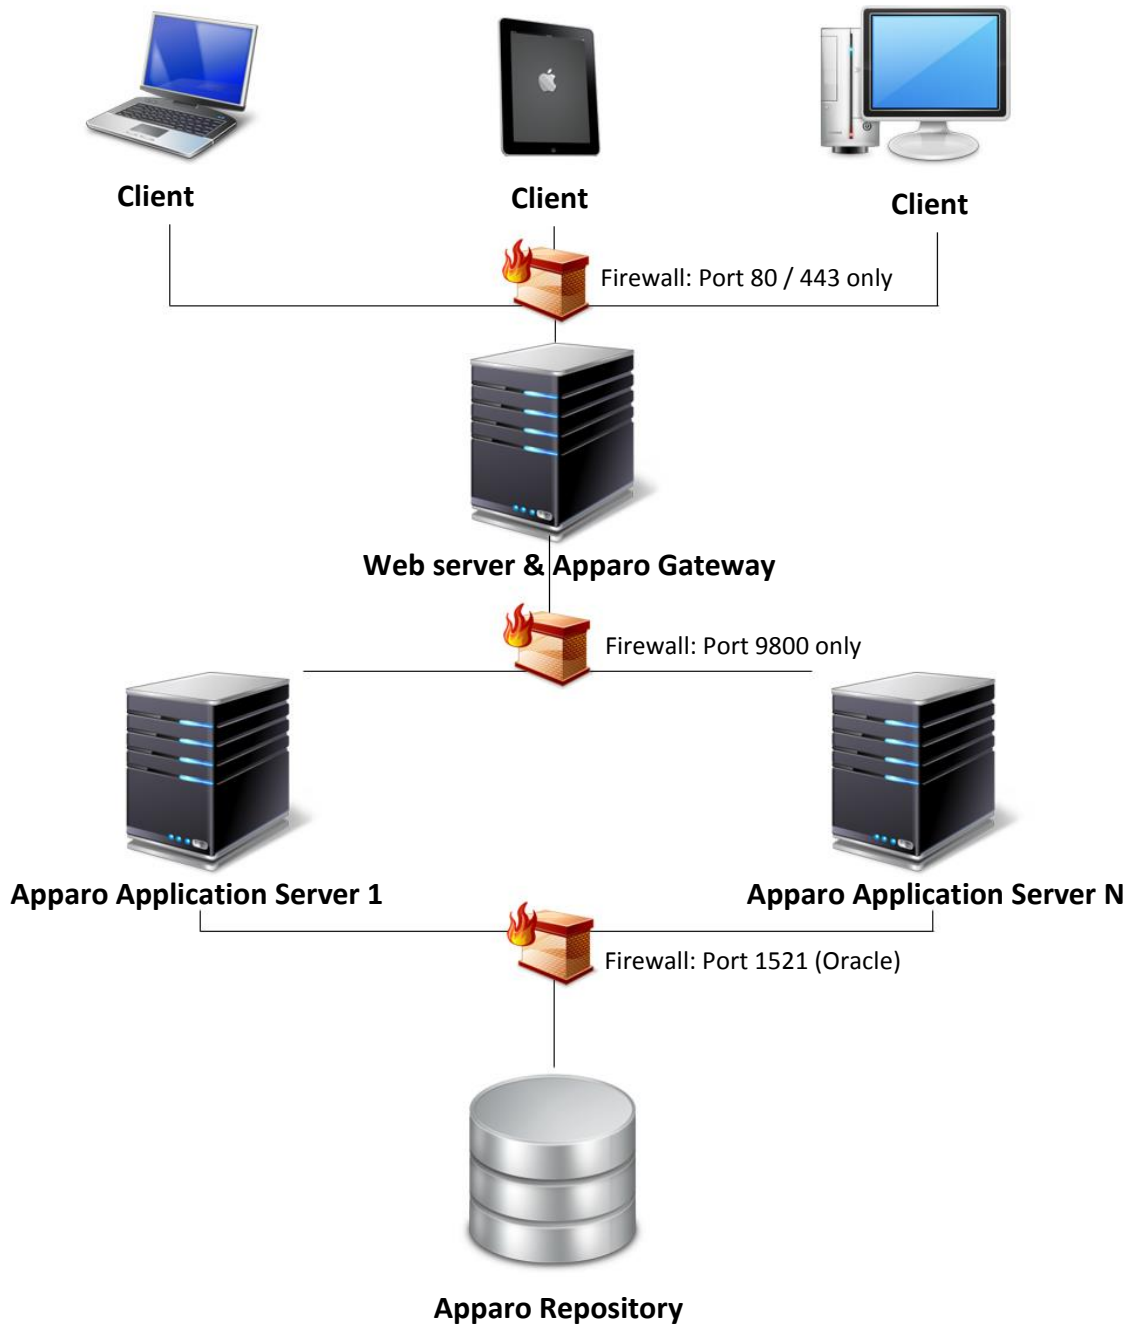 Client
Client
Client
Firewall: Port 80 / 443 only
Web server & Apparo Gateway
Firewall: Port 9800 only
Apparo Application Server 1
Apparo Application Server N
Firewall: Port 1521 (Oracle)
Apparo Repository